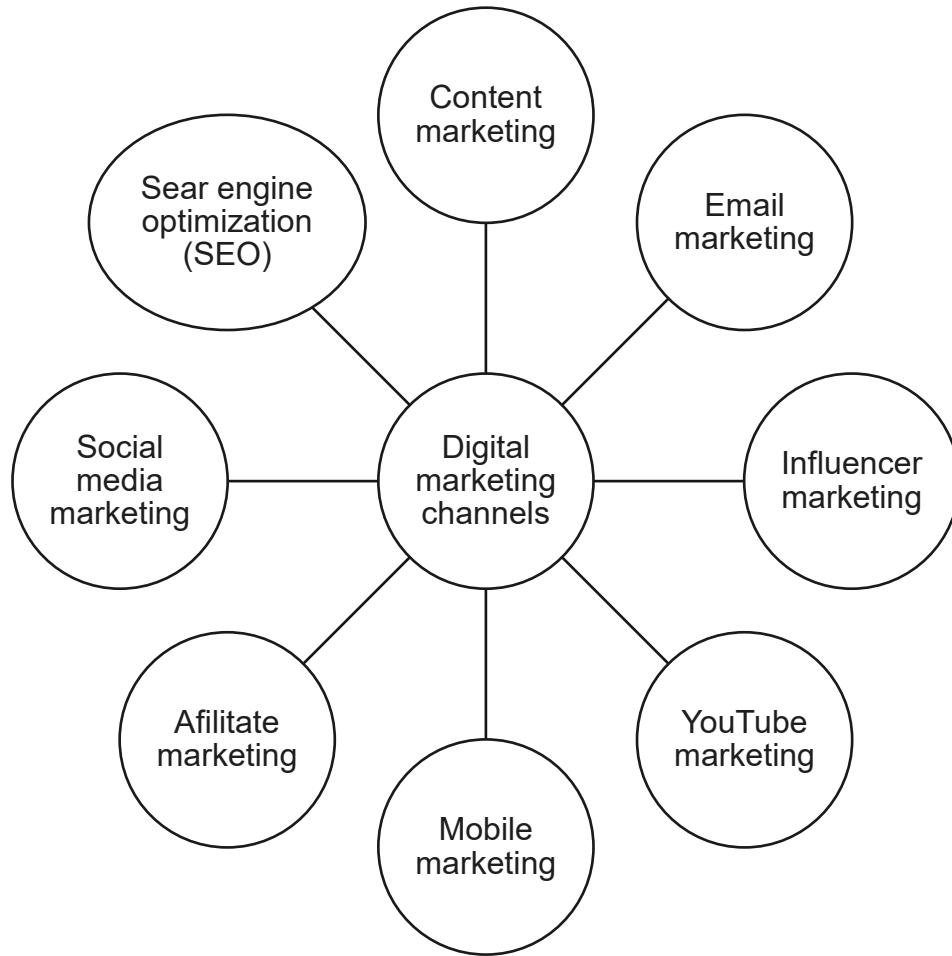 Content
marketing
Sear engine
optimization
(SEO)
Email
marketing
Social
media
marketing
Digital
marketing
channels
Influencer
marketing
Afilitate
marketing
YouTube
marketing
Mobile
marketing